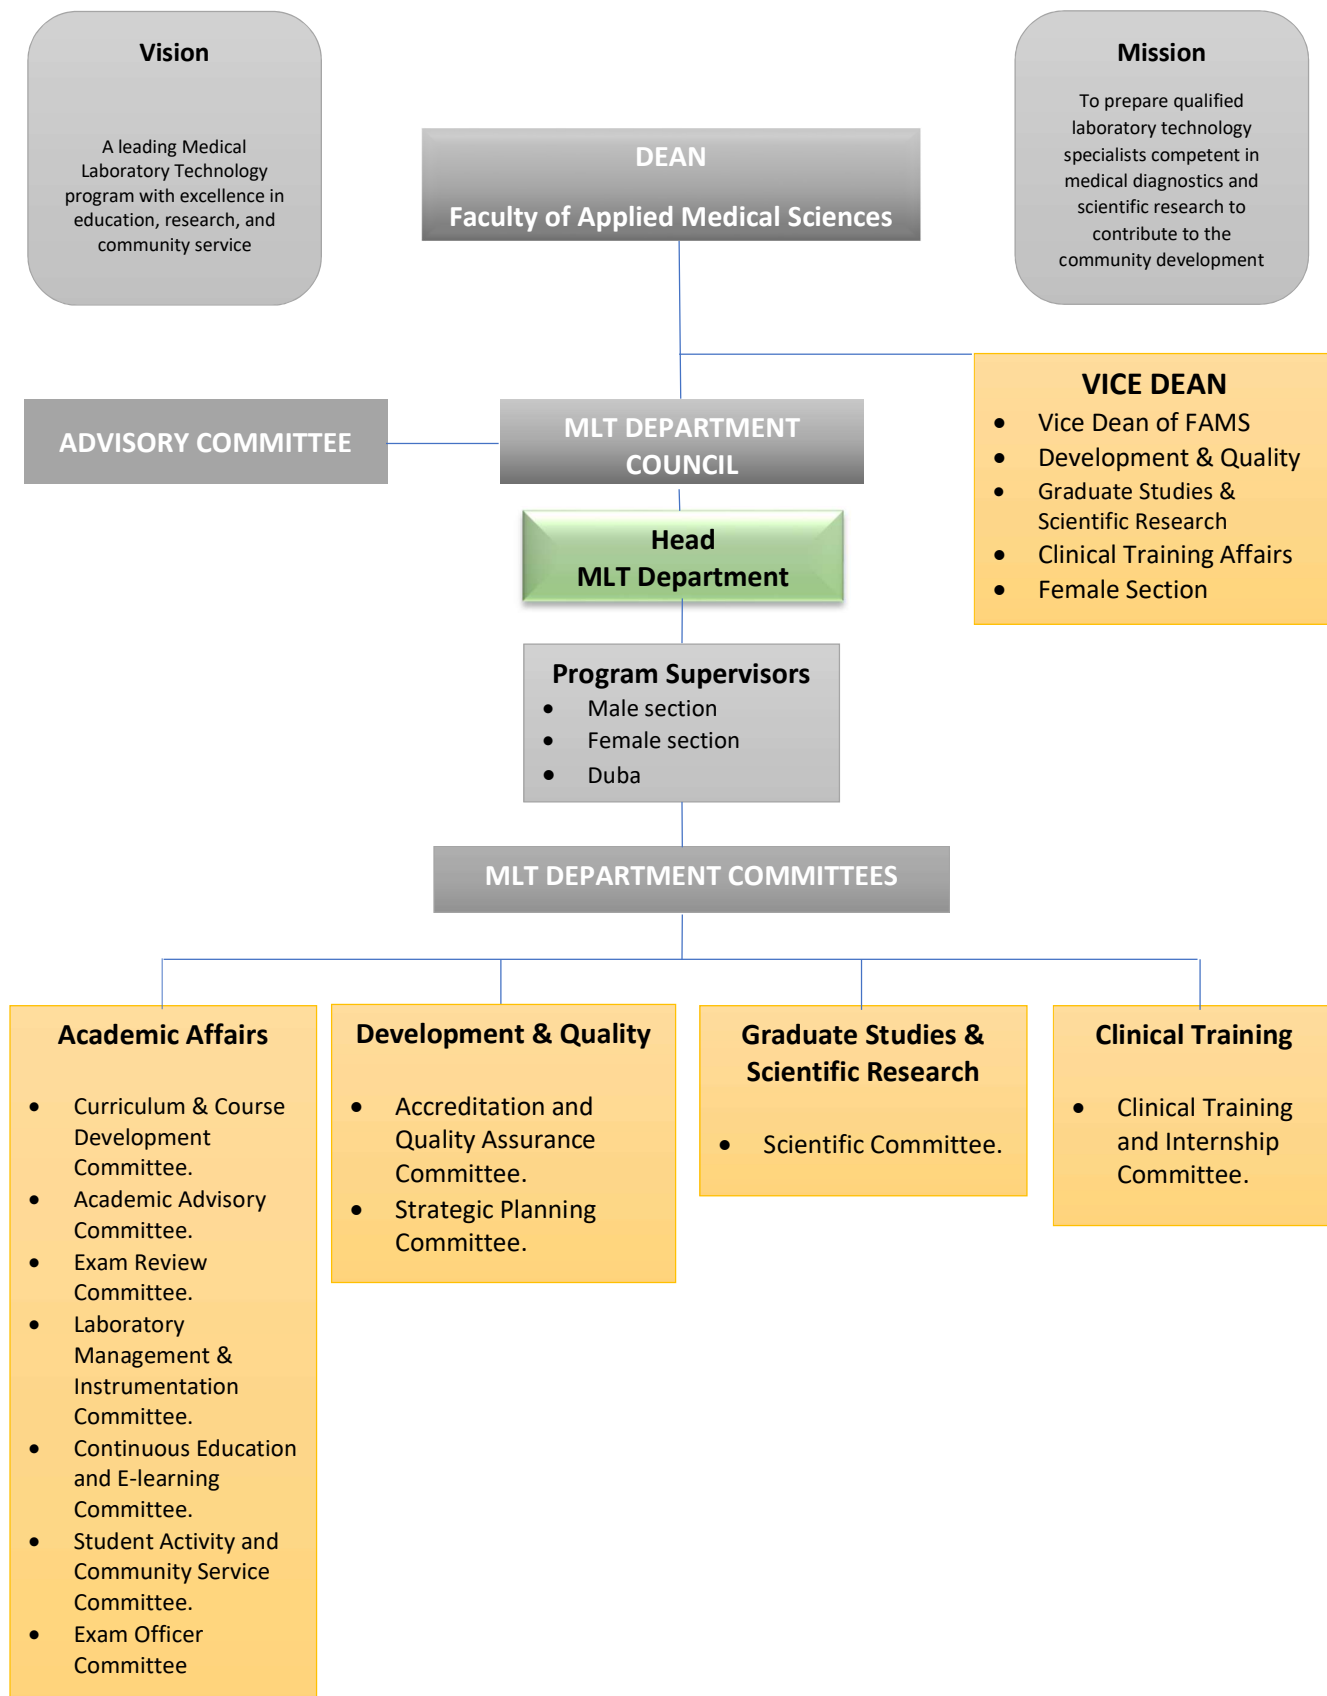 Vision
A leading Medical
Laboratory Technology
program with excellence in
education, research, and
community service
Mission
To prepare qualified
laboratory technology
specialists competent in
medical diagnostics and
scientific research to
contribute to the
community development
DEAN
Faculty of Applied Medical Sciences
VICE DEAN
• Vice Dean of FAMS
• Development & Quality
• Graduate Studies &
Scientific Research
• Clinical Training Affairs
• Female Section
ADVISORY COMMITTEE
MLT DEPARTMENT
COUNCIL
Head
MLT Department
Program Supervisors
• Male section
• Female section
• Duba
MLT DEPARTMENT COMMITTEES
Academic Affairs
• Curriculum & Course
Development
Committee.
• Academic Advisory
Committee.
• Exam Review
Committee.
• Laboratory
Management &
Instrumentation
Committee.
• Continuous Education
and E-learning
Committee.
• Student Activity and
Community Service
Committee.
• Exam Officer
Committee
Development & Quality
• Accreditation and
Quality Assurance
Committee.
• Strategic Planning
Committee.
Graduate Studies &
Scientific Research
• Scientific Committee.
Clinical Training
• Clinical Training
and Internship
Committee.